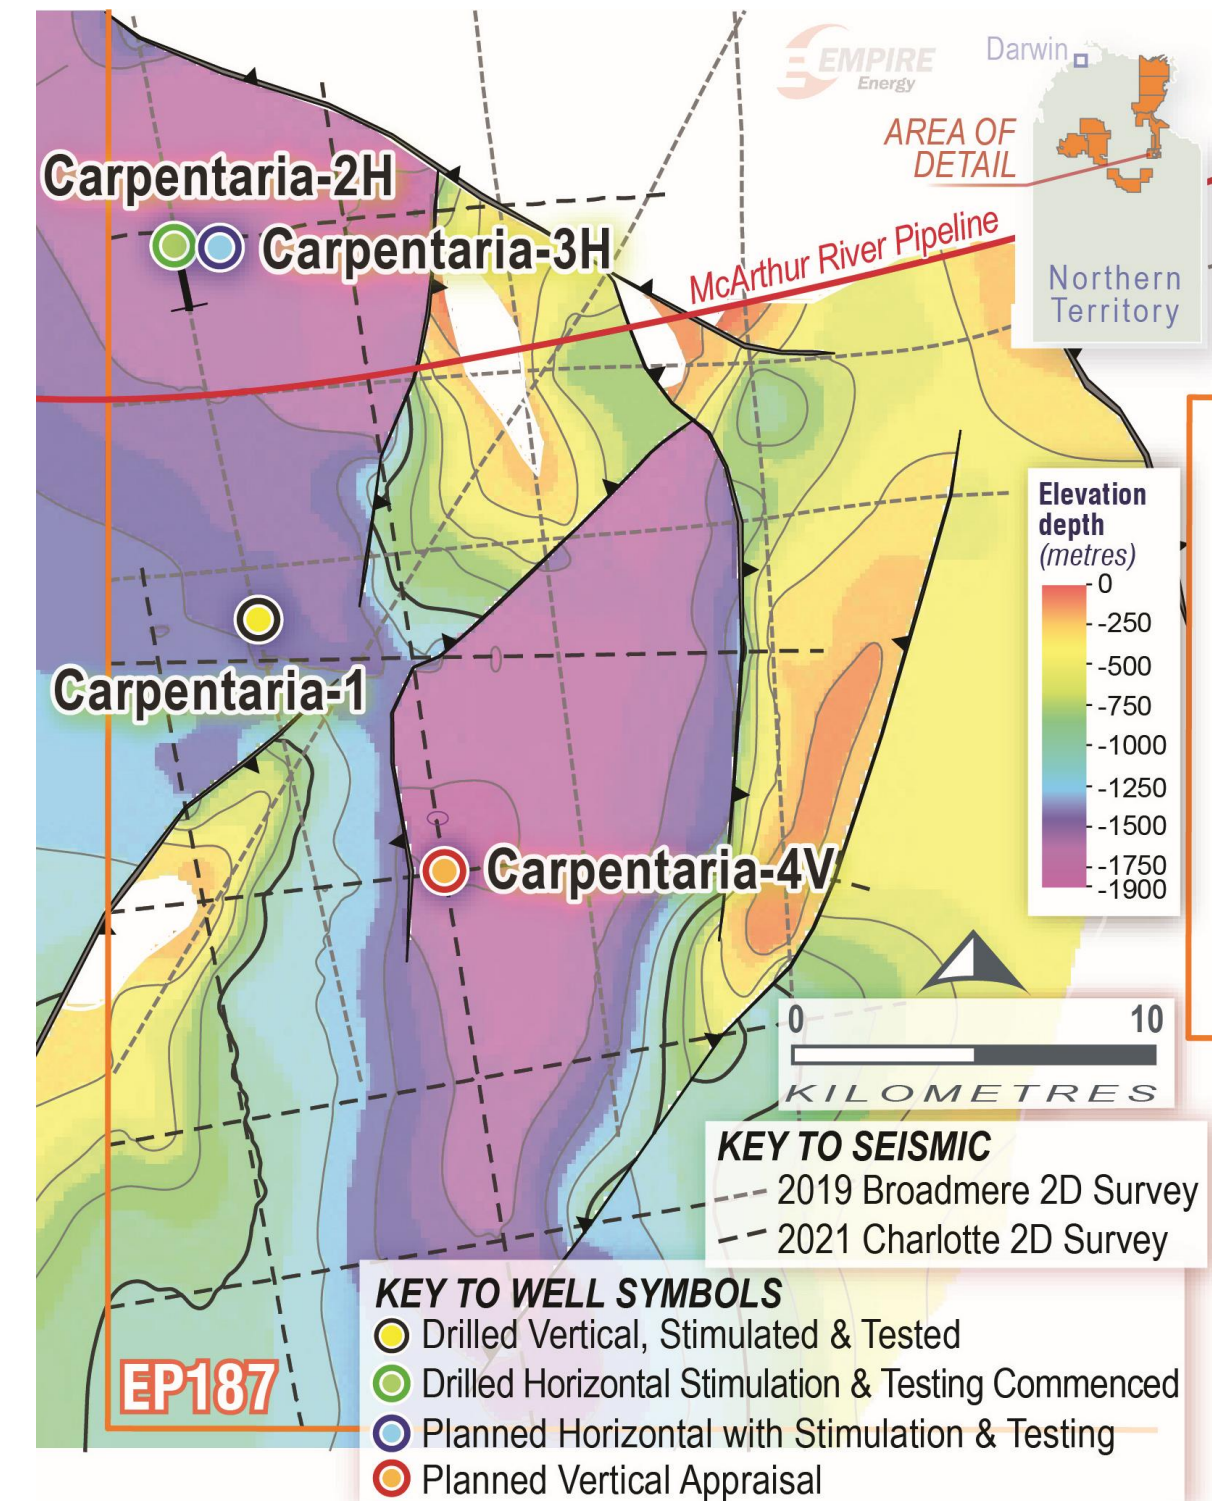 EMPIRE
Energy
Darwin
AREA OF
DETAIL
Northern
Territory
Carpentaria-2H
Carpentaria-3H
McArthur River Pipeline
Elevation
depth
(metres)
0
-250
-500
-750
-1000
-1250
-1500
-1750
-1900
Carpentaria-1
Carpentaria-4V
0 10
KILOMETRES
KEY TO SEISMIC
2019 Broadmere 2D Survey
2021 Charlotte 2D Survey
KEY TO WELL SYMBOLS
Drilled Vertical, Stimulated & Tested
Drilled Horizontal Stimulation & Testing Commenced
Planned Horizontal with Stimulation & Testing
Planned Vertical Appraisal
EP187